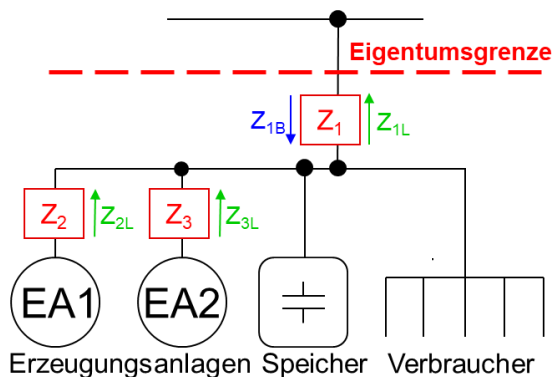 Eigentumsgrenze
Z1B Z1 Z1L
Z2 Z2L Z3 Z3L
EA1 EA2
Erzeugungsanlagen Speicher Verbraucher